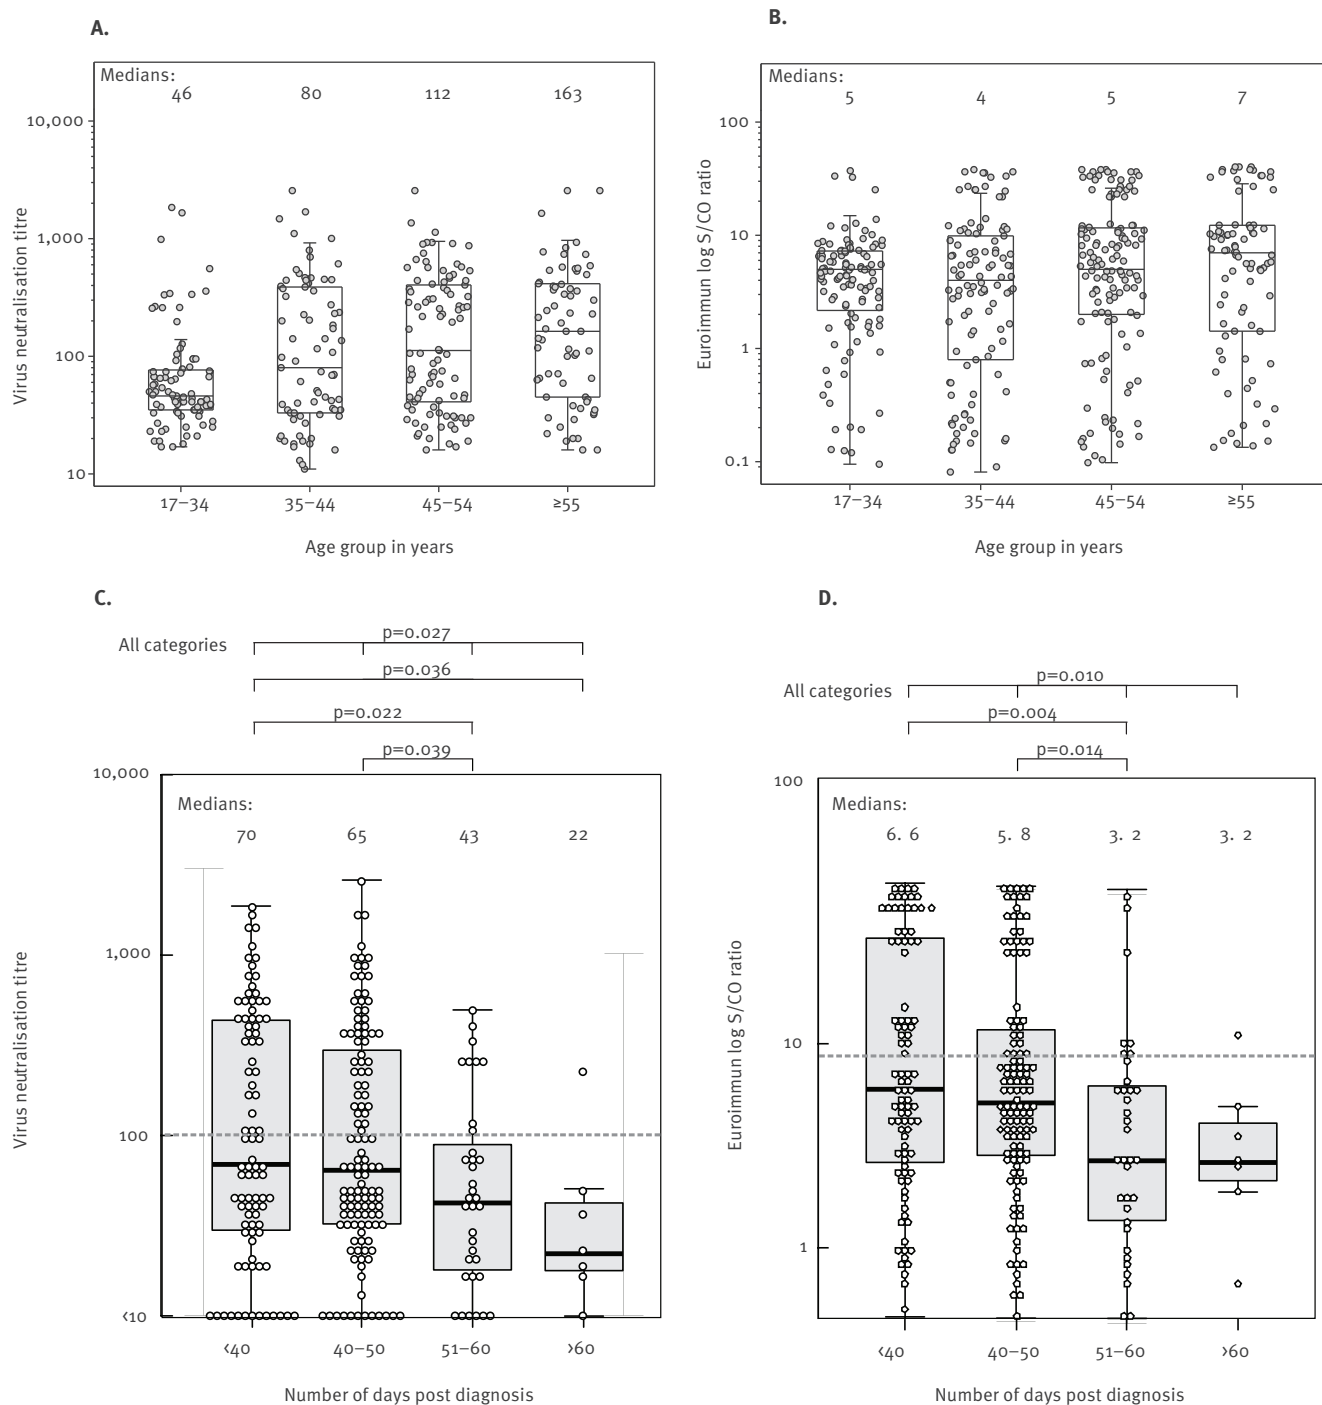 A.
Medians:
46 80 112 163
10,000
1,000
100
10
Virus neutralisation titre
17–34 35–44 45–54 ≥55
Age group in years
B.
Medians:
5 4 5 7
100
10
1
0.1
Euroimmun log S/CO ratio
17–34 35–44 45–54 ≥55
Age group in years
C.
All categories
p=0.027
p=0.036
p=0.022
p=0.039
10,000
Medians:
70 65 43 22
1,000
100
<10
Virus neutralisation titre
<40 40–50 51–60 >60
Number of days post diagnosis
D.
All categories
p=0.010
p=0.004
p=0.014
100
Medians:
6. 6 5. 8 3. 2 3. 2
10
1
Euroimmun log S/CO ratio
<40 40–50 51–60 >60
Number of days post diagnosis